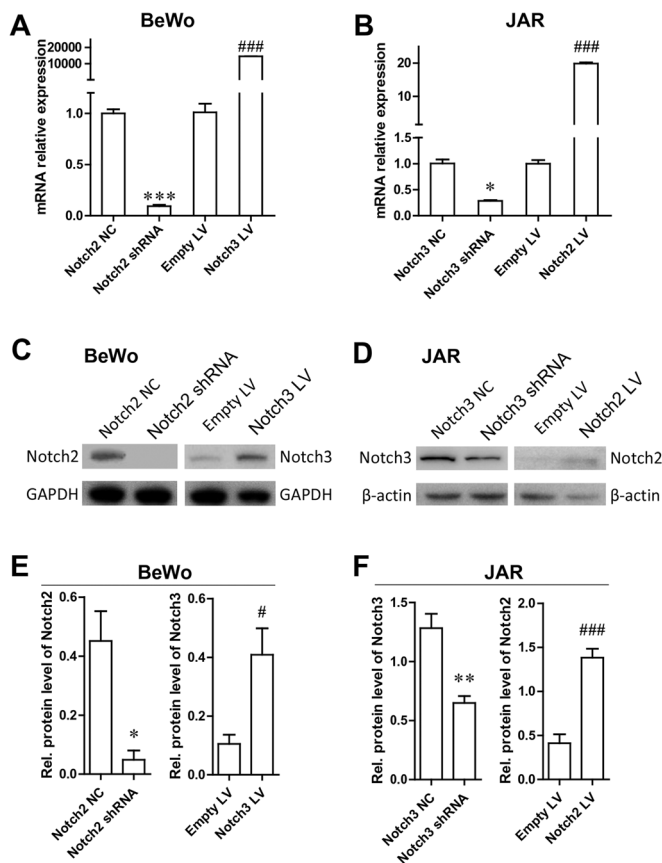 A
BeWo
mRNA relative expression
20000
10000
1.0
0.5
0.0
***
###
Notch2 NC
Notch2 shRNA
Empty LV
Notch3 LV
B
JAR
mRNA relative expression
20
10
1.5
1.0
0.5
0.0
*
###
Notch3 NC
Notch3 shRNA
Empty LV
Notch2 LV
C
BeWo
Notch2 NC
Notch2 shRNA
Empty LV
Notch3 LV
Notch2
Notch3
GAPDH
GAPDH
D
JAR
Notch3 NC
Notch3 shRNA
Empty LV
Notch2 LV
Notch3
Notch2
β-actin
β-actin
E
BeWo
Rel. protein level of Notch2
0.6
0.4
0.2
0.0
*
Notch2 NC
Notch2 shRNA
Rel. protein level of Notch3
0.6
0.4
0.2
0.0
#
Empty LV
Notch3 LV
F
JAR
Rel. protein level of Notch3
1.5
1.0
0.5
0.0
**
Notch3 NC
Notch3 shRNA
Rel. protein level of Notch2
2.0
1.5
1.0
0.5
0.0
###
Empty LV
Notch2 LV